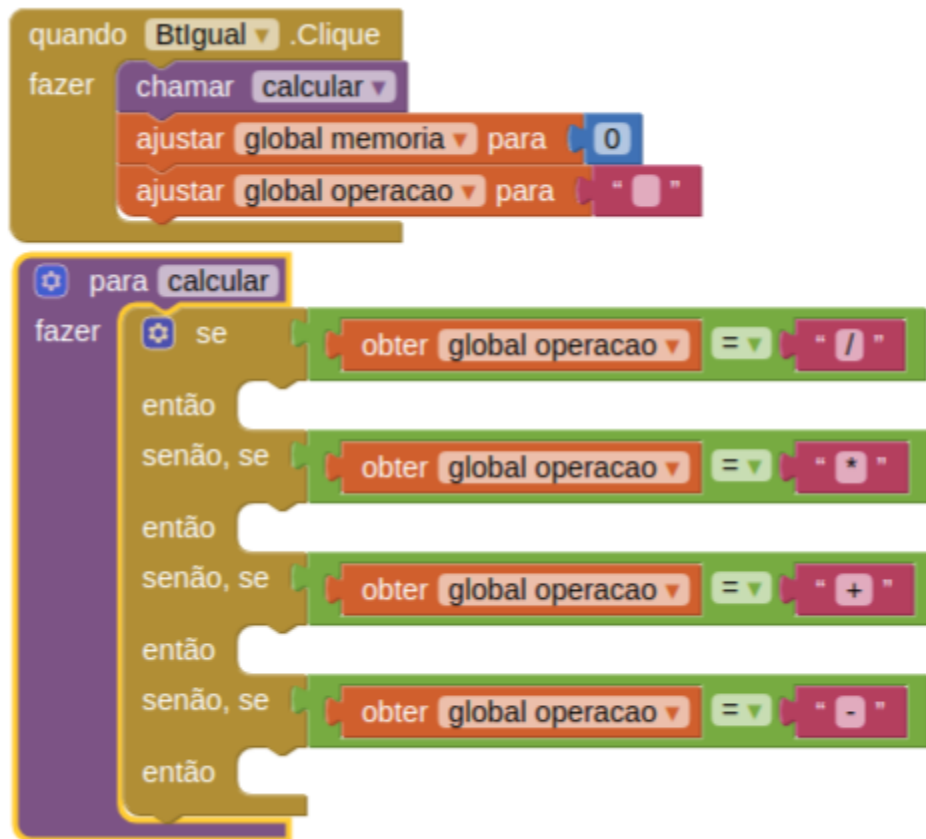 quando BtIgual .Clique
fazer chamar calcular
ajustar global memoria para 0
ajustar global operacao para " "
para calcular
fazer se obter global operacao = " / "
então
senão, se obter global operacao = " * "
então
senão, se obter global operacao = " + "
então
senão, se obter global operacao = " - "
então